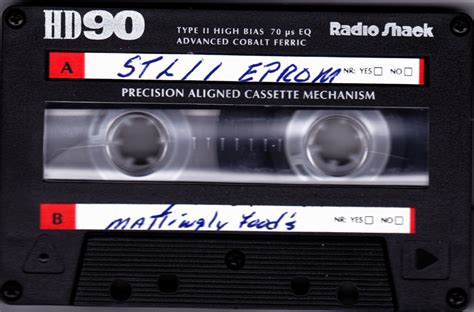 HD90 TYPE II HIGH BIAS 70 µs EQ Radio Shack
ADVANCED COBALT FERRIC
A STL11 EPROM NR: YES NO
PRECISION ALIGNED CASSETTE MECHANISM
B Mattingly Food's NR: YES NO